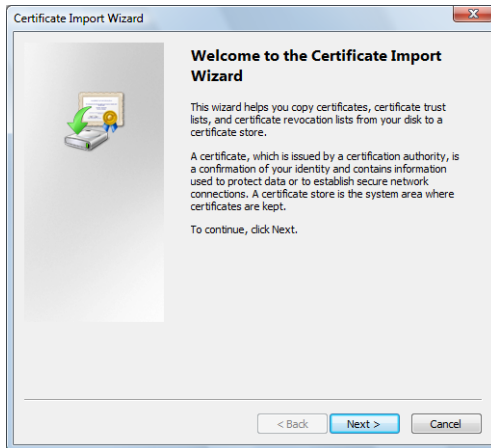 Certificate Import Wizard
Welcome to the Certificate Import
Wizard
This wizard helps you copy certificates, certificate trust
lists, and certificate revocation lists from your disk to a
certificate store.
A certificate, which is issued by a certification authority, is
a confirmation of your identity and contains information
used to protect data or to establish secure network
connections. A certificate store is the system area where
certificates are kept.
To continue, click Next.
< Back
Next >
Cancel